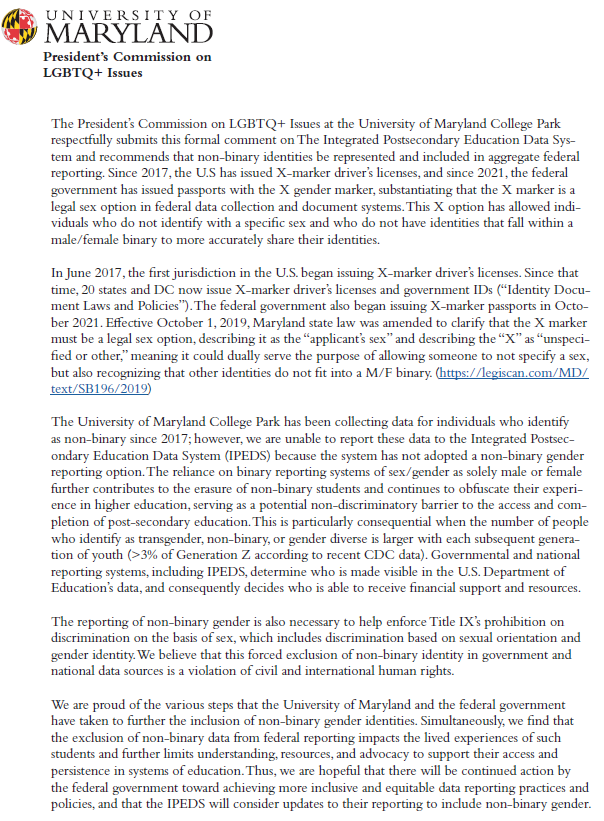 UNIVERSITY OF
MARYLAND
President's Commission on
LGBTQ+ Issues
The President's Commission on LGBTQ+ Issues at the University of Maryland College Park
respectfully submits this formal comment on The Integrated Postsecondary Education Data Sys-
tem and recommends that non-binary identities be represented and included in aggregate federal
reporting. Since 2017, the U.S has issued X-marker driver's licenses, and since 2021, the federal
government has issued passports with the X gender marker, substantiating that the X marker is a
legal sex option in federal data collection and document systems. This X option has allowed indi-
viduals who do not identify with a specific sex and who do not have identities that fall within a
male/female binary to more accurately share their identities.
In June 2017, the first jurisdiction in the U.S. began issuing X-marker driver's licenses. Since that
time, 20 states and DC now issue X-marker driver's licenses and government IDs ("Identity Docu-
ment Laws and Policies"). The federal government also began issuing X-marker passports in Octo-
ber 2021. Effective October 1, 2019, Maryland state law was amended to clarify that the X marker
must be a legal sex option, describing it as the "applicant's sex" and describing the "X" as "unspeci-
fied or other," meaning it could dually serve the purpose of allowing someone to not specify a sex,
but also recognizing that other identities do not fit into a M/F binary. (https://legiscan.com/MD/
text/SB196/2019)
The University of Maryland College Park has been collecting data for individuals who identify
as non-binary since 2017; however, we are unable to report these data to the Integrated Postsec-
ondary Education Data System (IPEDS) because the system has not adopted a non-binary gender
reporting option. The reliance on binary reporting systems of sex/gender as solely male or female
further contributes to the erasure of non-binary students and continues to obfuscate their experi-
ence in higher education, serving as a potential non-discriminatory barrier to the access and com-
pletion of post-secondary education. This is particularly consequential when the number of people
who identify as transgender, non-binary, or gender diverse is larger with each subsequent genera-
tion of youth (>3% of Generation Z according to recent CDC data). Governmental and national
reporting systems, including IPEDS, determine who is made visible in the U.S. Department of
Education's data, and consequently decides who is able to receive financial support and resources.
The reporting of non-binary gender is also necessary to help enforce Title IX's prohibition on
discrimination on the basis of sex, which includes discrimination based on sexual orientation and
gender identity. We believe that this forced exclusion of non-binary identity in government and
national data sources is a violation of civil and international human rights.
We are proud of the various steps that the University of Maryland and the federal government
have taken to further the inclusion of non-binary gender identities. Simultaneously, we find that
the exclusion of non-binary data from federal reporting impacts the lived experiences of such
students and further limits understanding, resources, and advocacy to support their access and
persistence in systems of education. Thus, we are hopeful that there will be continued action by
the federal government toward achieving more inclusive and equitable data reporting practices and
policies, and that the IPEDS will consider updates to their reporting to include non-binary gender.